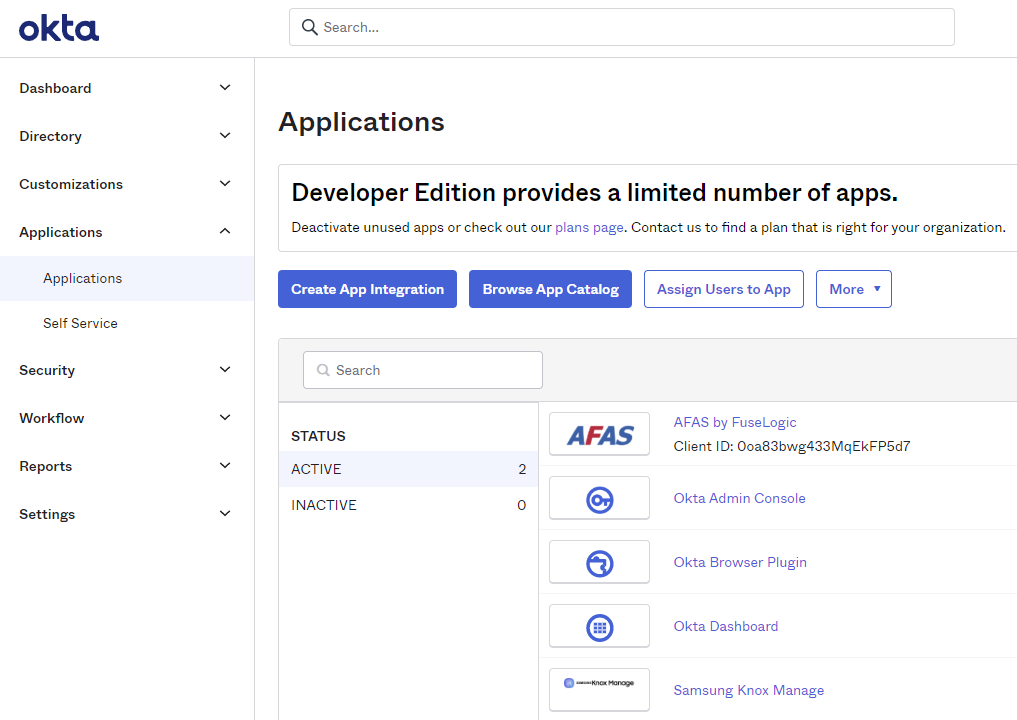 okta
Search...
Dashboard
Directory
Customizations
Applications
Applications
Self Service
Security
Workflow
Reports
Settings
Applications
Developer Edition provides a limited number of apps.
Deactivate unused apps or check out our plans page. Contact us to find a plan that is right for your organization.
Create App Integration
Browse App Catalog
Assign Users to App
More
Search
STATUS
ACTIVE 2
INACTIVE 0
AFAS
AFAS by FuseLogic
Client ID: 0oa83bwg433MqEkFP5d7
Okta Admin Console
Okta Browser Plugin
Okta Dashboard
SAMSUNG Knox Manage
Samsung Knox Manage